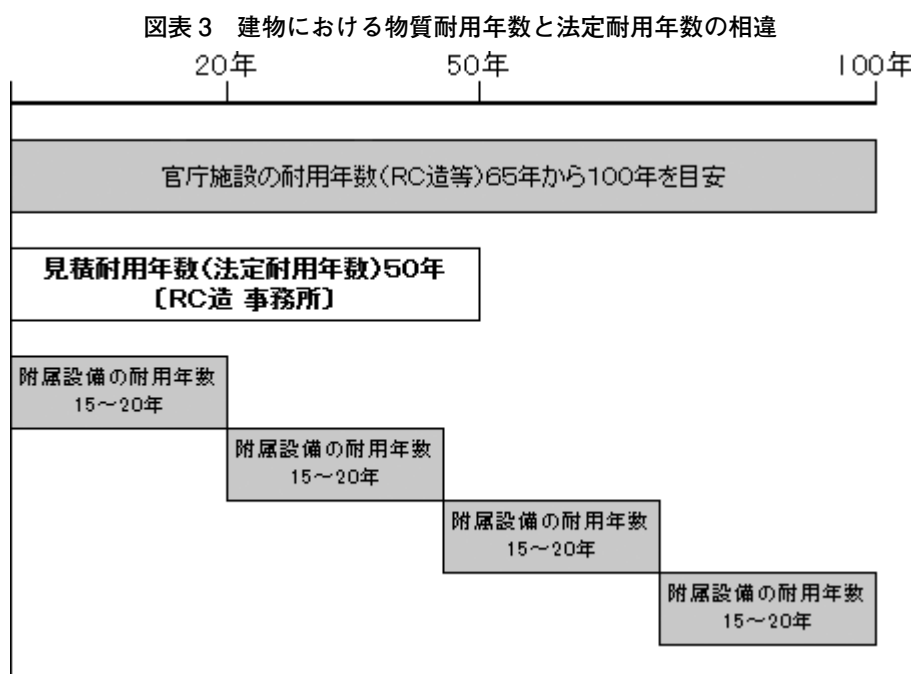 図表3 建物における物質耐用年数と法定耐用年数の相違
20年 50年 100年
官庁施設の耐用年数(RC造等)65年から100年を目安
見積耐用年数(法定耐用年数)50年
〔RC造 事務所〕
附属設備の耐用年数
15～20年
附属設備の耐用年数
15～20年
附属設備の耐用年数
15～20年
附属設備の耐用年数
15～20年